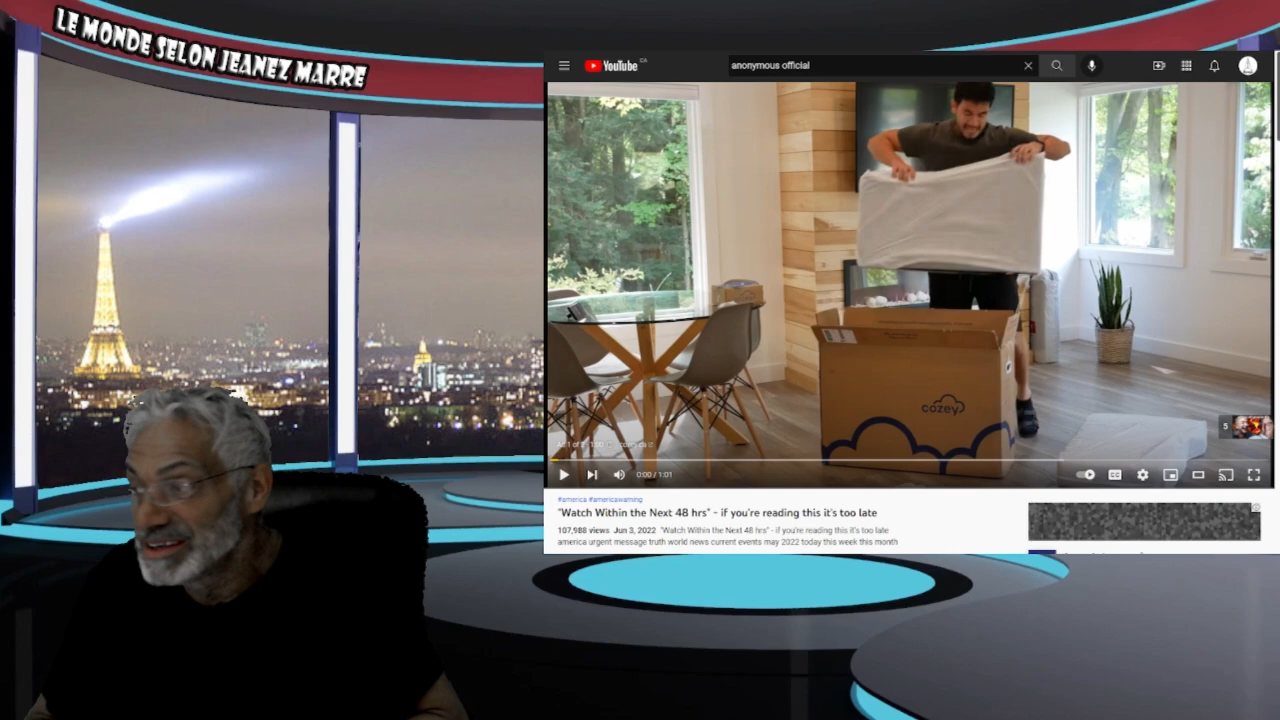 LE MONDE SELON JEANEZ MARRE
YouTube CA
anonymous official
cozey
5
0:00 / 1:01
CC
#america #americawarning
"Watch Within the Next 48 hrs" - if you're reading this it's too late
107,988 views Jun 3, 2022 "Watch Within the Next 48 hrs" - if you're reading this it's too late
america urgent message truth world news current events may 2022 today this week this month